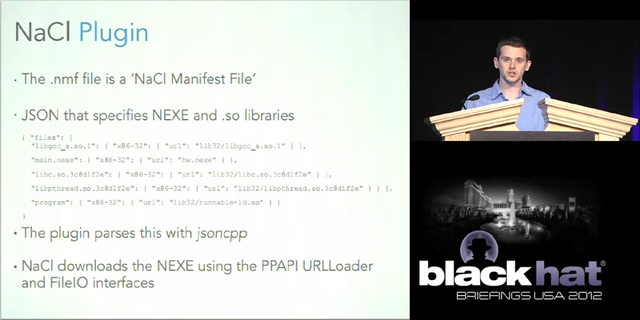 NaCl Plugin
· The .nmf file is a 'NaCl Manifest File'
· JSON that specifies NEXE and .so libraries
{ "files": {
"libgcc_s.so.1": { "x86-32": { "url": "lib32/libgcc_s.so.1" } },
"main.nexe": { "x86-32": { "url": "hw.nexe" } },
"libc.so.3c8d1f2e": { "x86-32": { "url": "lib32/libc.so.3c8d1f2e" } },
"libpthread.so.3c8d1f2e": { "x86-32": { "url": "lib32/libpthread.so.3c8d1f2e" } } },
"program": { "x86-32": { "url": "lib32/runnable-ld.so" } }
}
· The plugin parses this with jsoncpp
· NaCl downloads the NEXE using the PPAPI URLLoader
and FileIO interfaces
black hat®
BRIEFINGS USA 2012